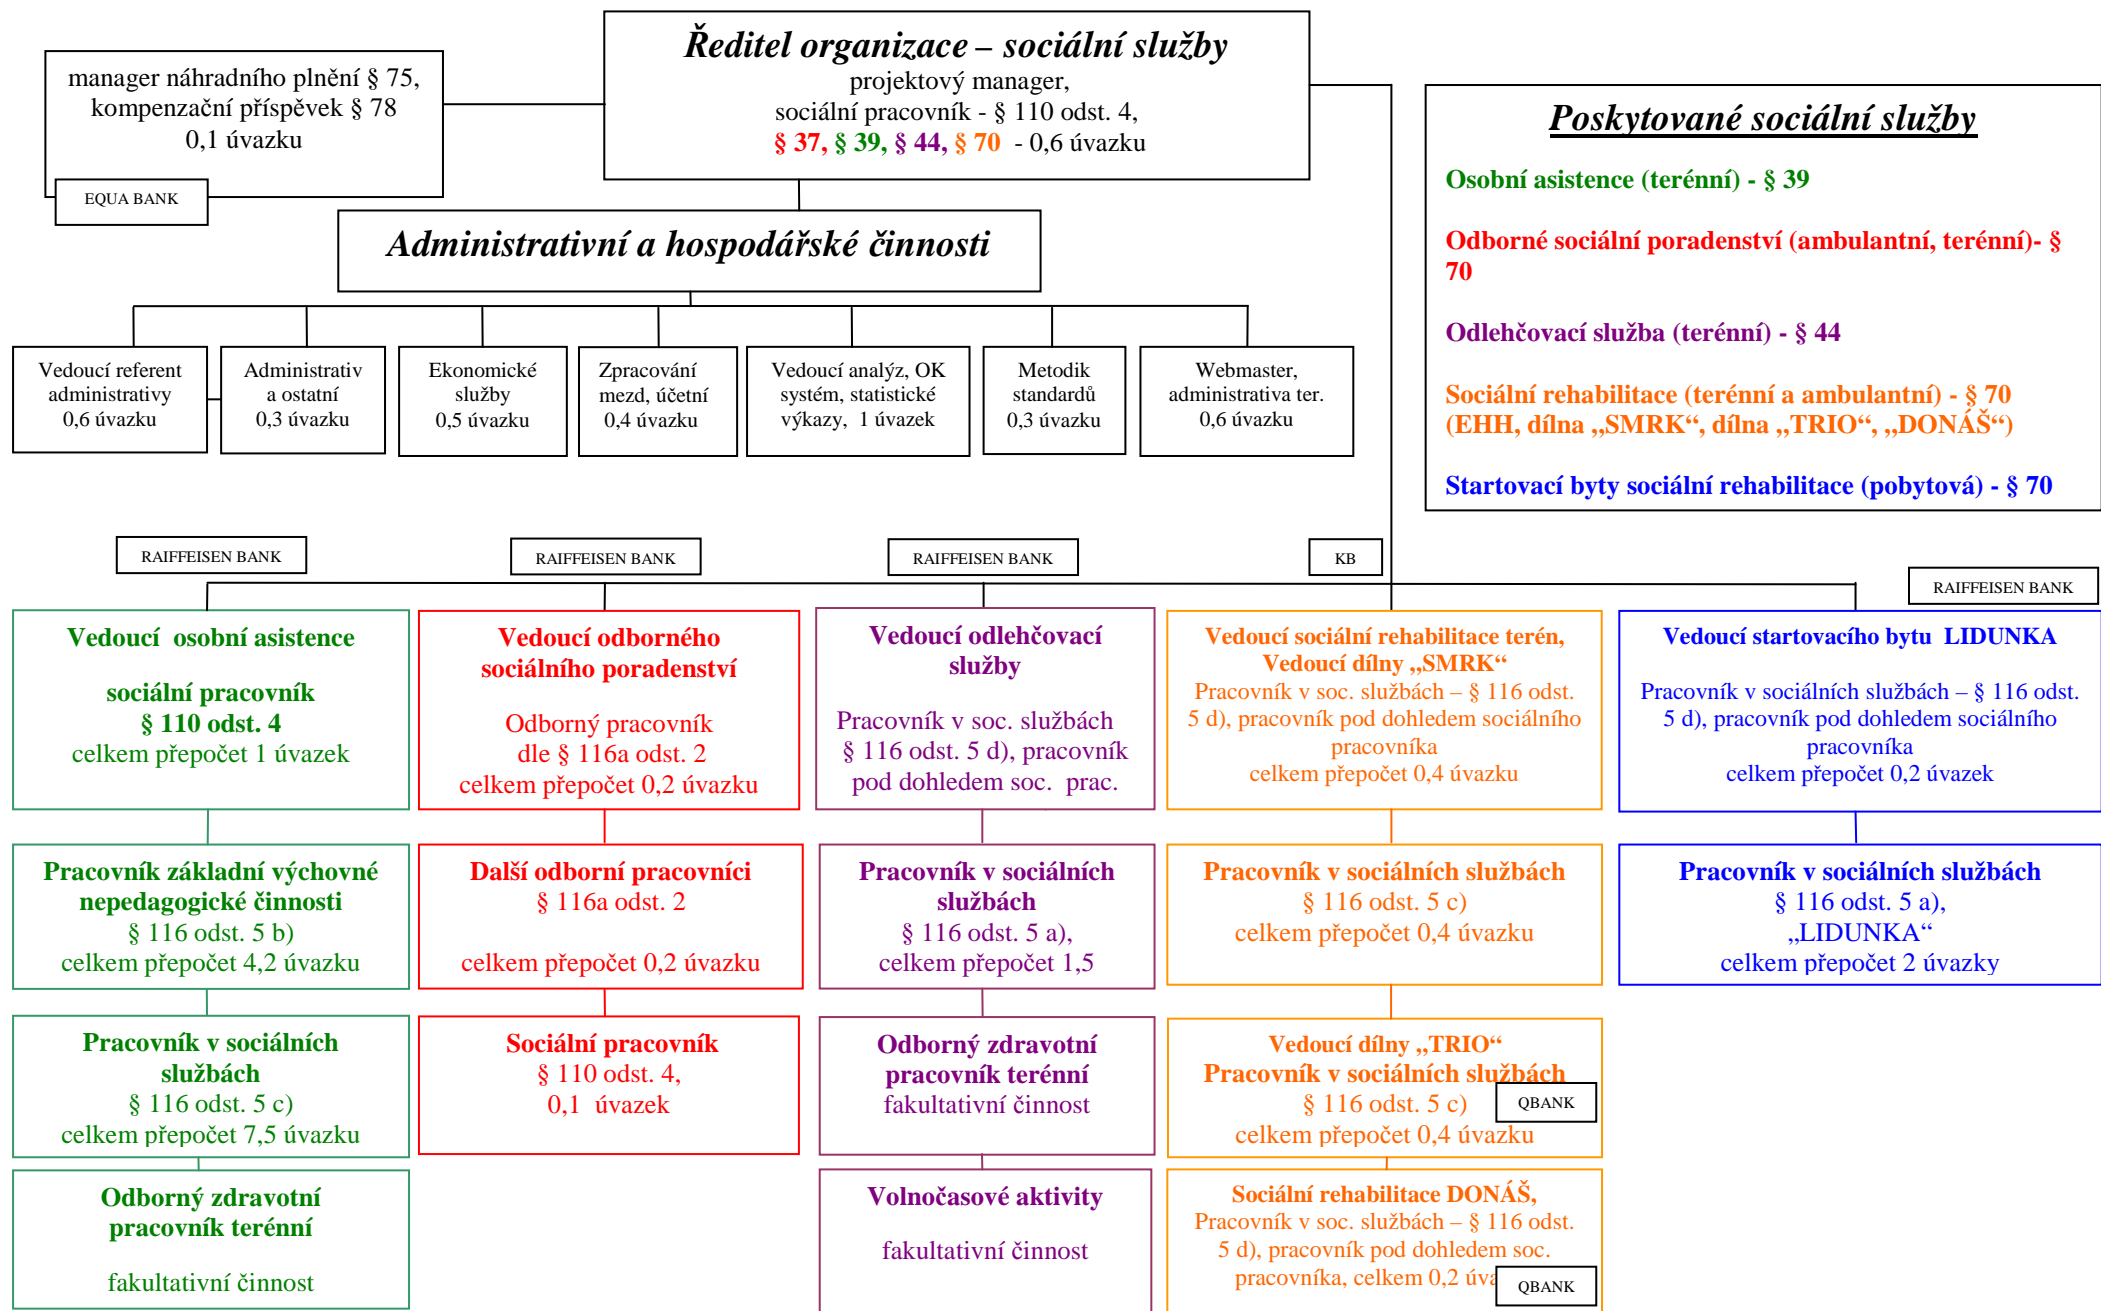 Ředitel organizace – sociální služby
projektový manager,
sociální pracovník - § 110 odst. 4,
§ 37, § 39, § 44, § 70 - 0,6 úvazku
manager náhradního plnění § 75,
kompenzační příspěvek § 78
0,1 úvazku
EQUA BANK
Poskytované sociální služby
Osobní asistence (terénní) - § 39
Odborné sociální poradenství (ambulantní, terénní)- §
70
Odlehčovací služba (terénní) - § 44
Sociální rehabilitace (terénní a ambulantní) - § 70
(EHH, dílna „SMRK“, dílna „TRIO“, „DONÁŠ“)
Startovací byty sociální rehabilitace (pobytová) - § 70
Administrativní a hospodářské činnosti
Vedoucí referent
administrativy
0,6 úvazku
Administrativ
a ostatní
0,3 úvazku
Ekonomické
služby
0,5 úvazku
Zpracování
mezd, účetní
0,4 úvazku
Vedoucí analýz, OK
systém, statistické
výkazy, 1 úvazek
Metodik
standardů
0,3 úvazku
Webmaster,
administrativa ter.
0,6 úvazku
RAIFFEISEN BANK
RAIFFEISEN BANK
RAIFFEISEN BANK
KB
RAIFFEISEN BANK
Vedoucí osobní asistence
sociální pracovník
§ 110 odst. 4
celkem přepočet 1 úvazek
Vedoucí odborného
sociálního poradenství
Odborný pracovník
dle § 116a odst. 2
celkem přepočet 0,2 úvazku
Vedoucí odlehčovací
služby
Pracovník v soc. službách
§ 116 odst. 5 d), pracovník
pod dohledem soc. prac.
Vedoucí sociální rehabilitace terén,
Vedoucí dílny „SMRK“
Pracovník v soc. službách – § 116 odst.
5 d), pracovník pod dohledem sociálního
pracovníka
celkem přepočet 0,4 úvazku
Vedoucí startovacího bytu LIDUNKA
Pracovník v sociálních službách – § 116 odst.
5 d), pracovník pod dohledem sociálního
pracovníka
celkem přepočet 0,2 úvazek
Pracovník základní výchovné
nepedagogické činnosti
§ 116 odst. 5 b)
celkem přepočet 4,2 úvazku
Další odborní pracovníci
§ 116a odst. 2
celkem přepočet 0,2 úvazku
Pracovník v sociálních
službách
§ 116 odst. 5 a),
celkem přepočet 1,5
Pracovník v sociálních službách
§ 116 odst. 5 c)
celkem přepočet 0,4 úvazku
Pracovník v sociálních službách
§ 116 odst. 5 a),
„LIDUNKA“
celkem přepočet 2 úvazky
Pracovník v sociálních
službách
§ 116 odst. 5 c)
celkem přepočet 7,5 úvazku
Sociální pracovník
§ 110 odst. 4,
0,1 úvazek
Odborný zdravotní
pracovník terénní
fakultativní činnost
Vedoucí dílny „TRIO“
Pracovník v sociálních službách
§ 116 odst. 5 c)
celkem přepočet 0,4 úvazku
QBANK
Odborný zdravotní
pracovník terénní
fakultativní činnost
Volnočasové aktivity
fakultativní činnost
Sociální rehabilitace DONÁŠ,
Pracovník v soc. službách – § 116 odst.
5 d), pracovník pod dohledem soc.
pracovníka, celkem 0,2
QBANK